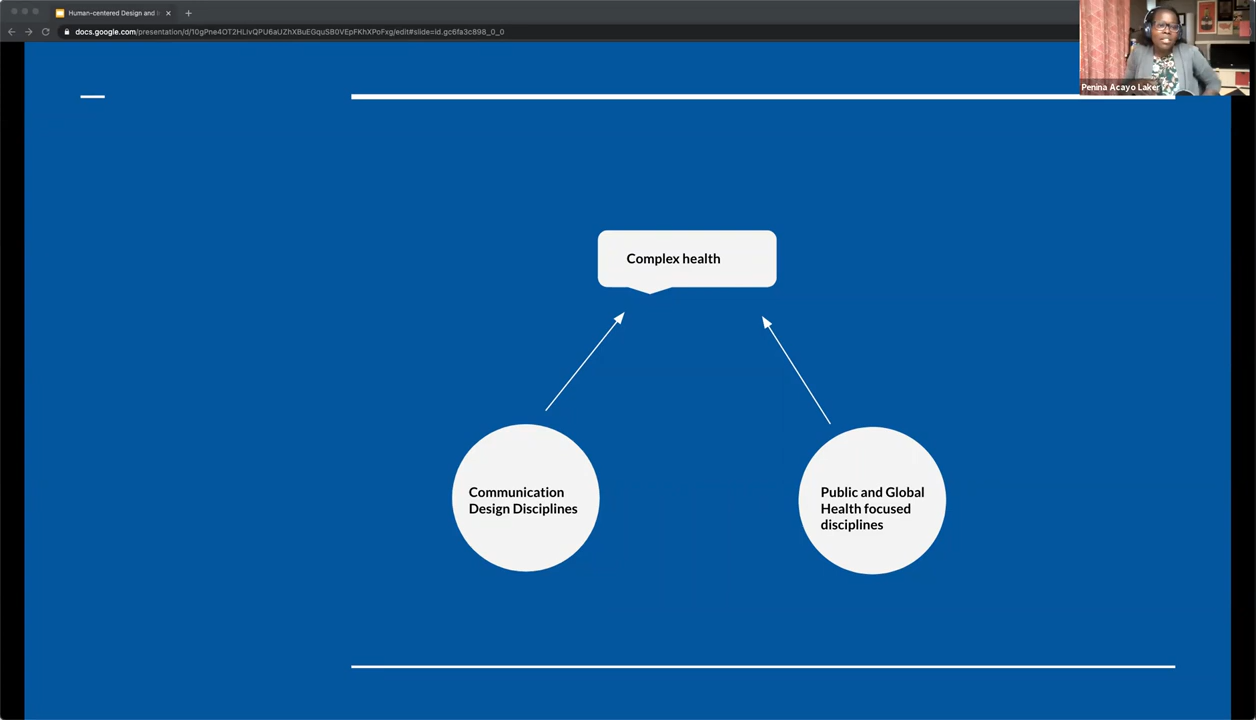 Human-centered Design and
docs.google.com/presentation/d/10gPne4OT2HLivQPU6aUZhXBuEGquSB0VEpFKhXPoFxg/edit#slide=id.gc6fa3c898_0_0
Penina Acayo Laker
Complex health
Communication
Design Disciplines
Public and Global
Health focused
disciplines